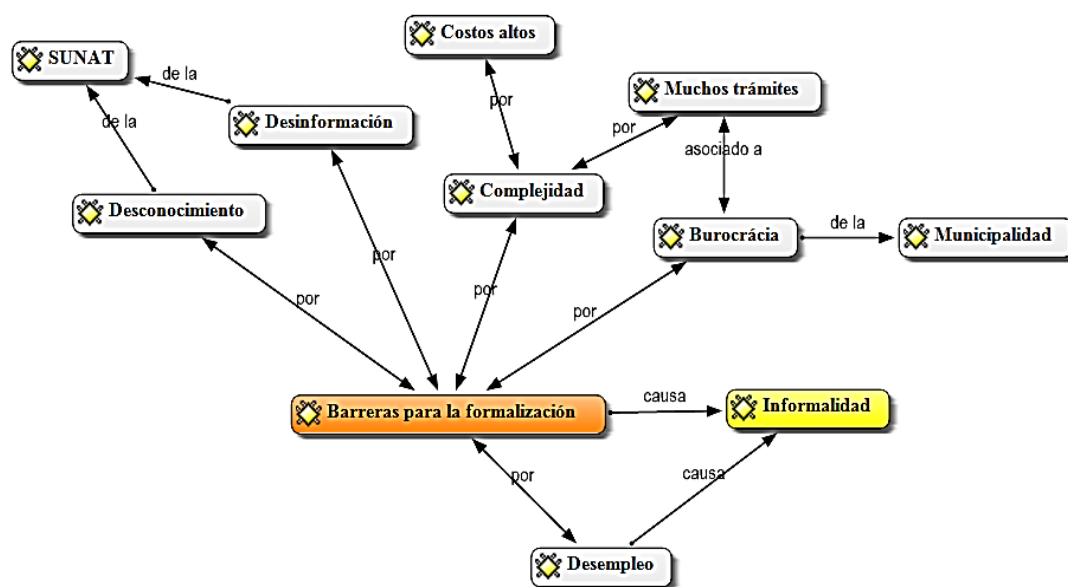 Costos altos
SUNAT
de la
Muchos trámites
por
Desinformación
de la
por
asociado a
Complejidad
Desconocimiento
de la
Burocrácia
Municipalidad
por
por
por
por
Barreras para la formalización
causa
Informalidad
por
causa
Desempleo